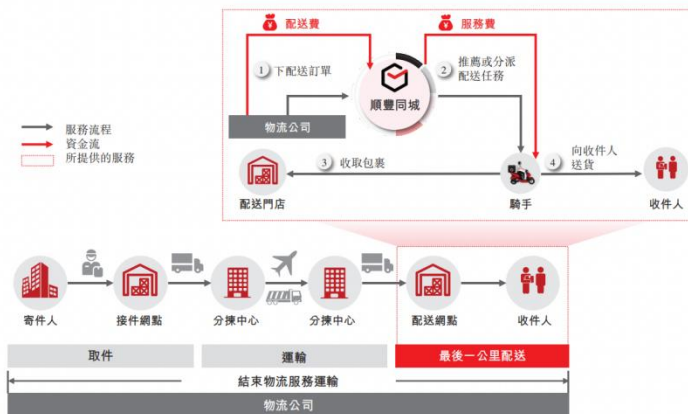 配送費
服務費
1 下配送訂單
2 推薦或分派
配送任務
順豐同城
物流公司
服務流程
資金流
所提供的服務
3 收取包裹
4 向收件人
送貨
配送門店
騎手
收件人
寄件人
接件網點
分揀中心
分揀中心
配送網點
收件人
取件
運輸
最後一公里配送
結束物流服務運輸
物流公司